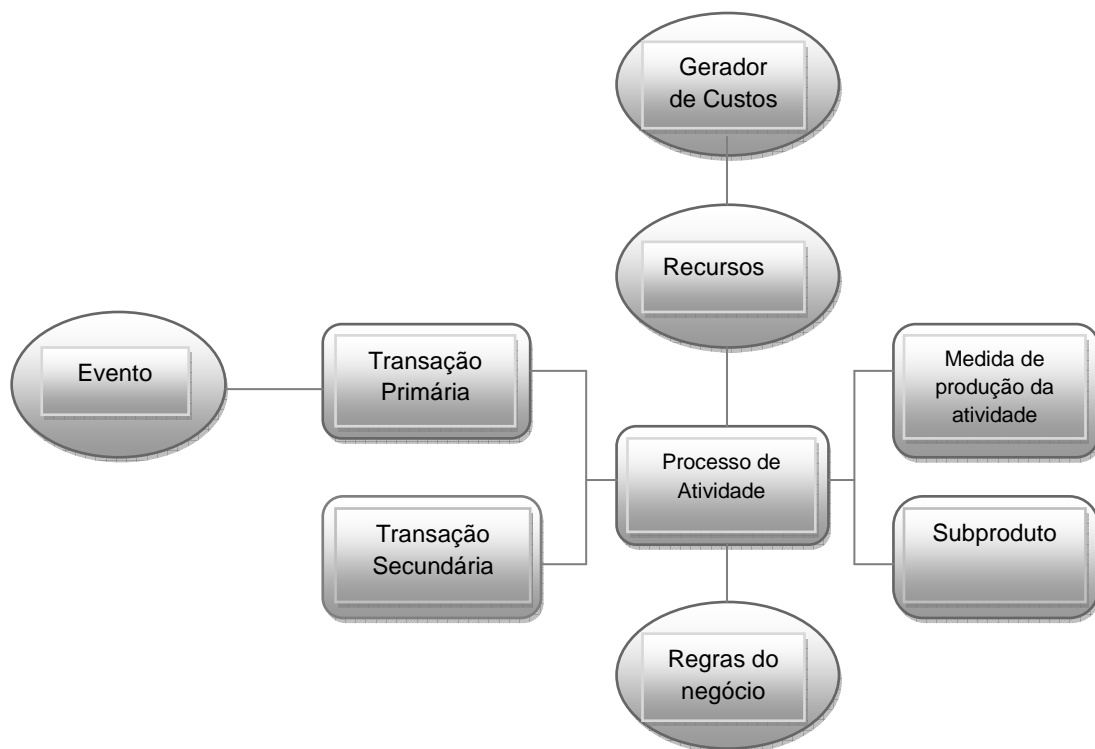 Gerador
de Custos
Recursos
Evento
Transação
Primária
Medida de
produção da
atividade
Processo de
Atividade
Transação
Secundária
Subproduto
Regras do
negócio